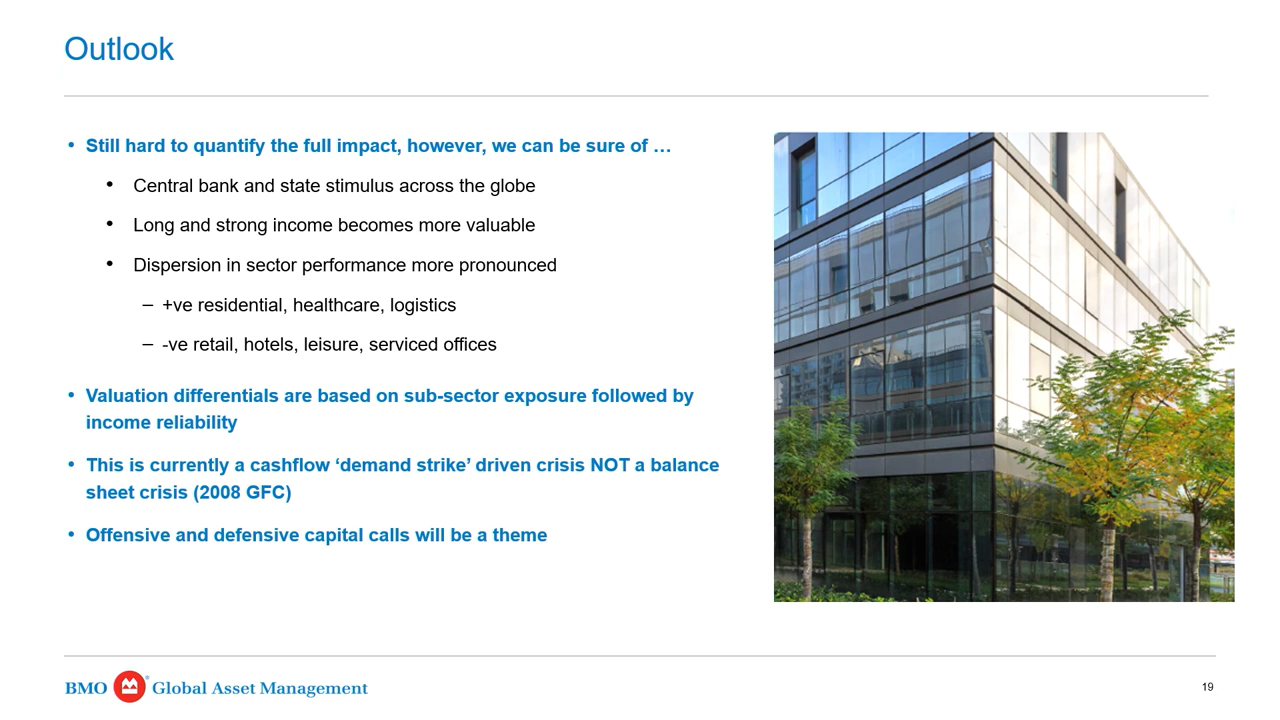 Outlook
• Still hard to quantify the full impact, however, we can be sure of …
• Central bank and state stimulus across the globe
• Long and strong income becomes more valuable
• Dispersion in sector performance more pronounced
– +ve residential, healthcare, logistics
– -ve retail, hotels, leisure, serviced offices
• Valuation differentials are based on sub-sector exposure followed by
income reliability
• This is currently a cashflow ‘demand strike’ driven crisis NOT a balance
sheet crisis (2008 GFC)
• Offensive and defensive capital calls will be a theme
BMO ® Global Asset Management
19